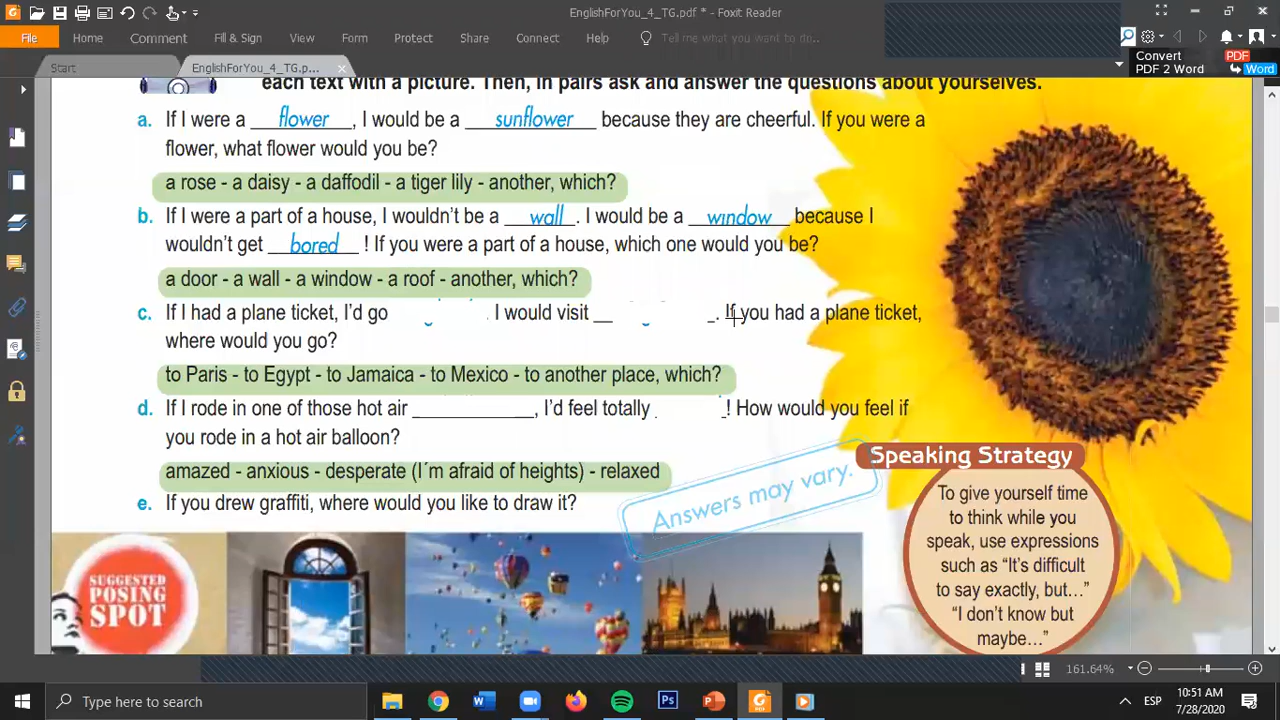 EnglishForYou_4_TG.pdf * - Foxit Reader
File Home Comment Fill & Sign View Form Protect Share Connect Help Tell me what you want to do...
Convert PDF
PDF 2 Word Word
Start EnglishForYou_4_TG.p... ×
each text with a picture. Then, in pairs ask and answer the questions about yourselves.
a. If I were a flower, I would be a sunflower because they are cheerful. If you were a
flower, what flower would you be?
a rose - a daisy - a daffodil - a tiger lily - another, which?
b. If I were a part of a house, I wouldn't be a wall. I would be a window because I
wouldn't get bored! If you were a part of a house, which one would you be?
a door - a wall - a window - a roof - another, which?
c. If I had a plane ticket, I'd go . I would visit __ _. If you had a plane ticket,
where would you go?
to Paris - to Egypt - to Jamaica - to Mexico - to another place, which?
d. If I rode in one of those hot air ____________, I'd feel totally ! How would you feel if
you rode in a hot air balloon?
amazed - anxious - desperate (I´m afraid of heights) - relaxed
e. If you drew graffiti, where would you like to draw it?
Answers may vary.
SUGGESTED
POSING
SPOT
Speaking Strategy
To give yourself time
to think while you
speak, use expressions
such as “It's difficult
to say exactly, but…”
“I don't know but
maybe…”
161.64%
Type here to search
ESP
10:51 AM
7/28/2020